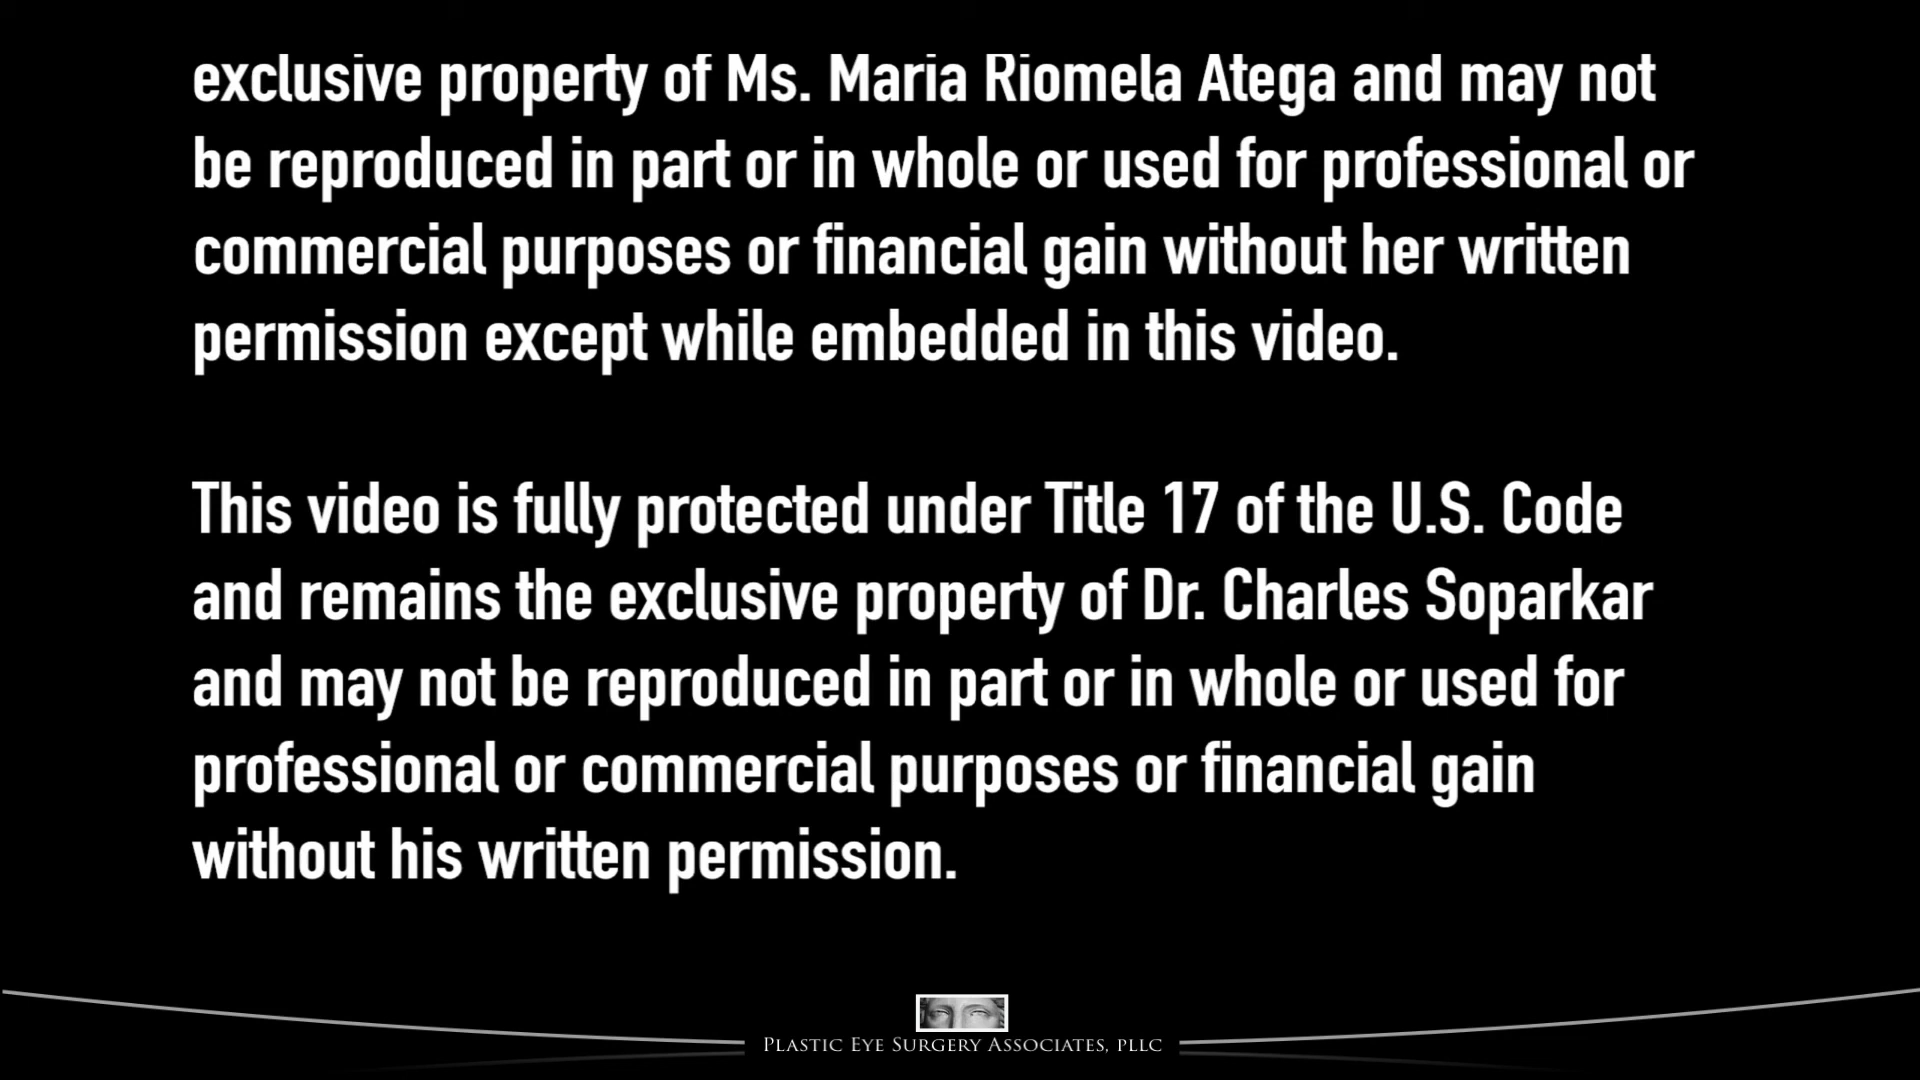 exclusive property of Ms. Maria Riomela Atega and may not
be reproduced in part or in whole or used for professional or
commercial purposes or financial gain without her written
permission except while embedded in this video.
This video is fully protected under Title 17 of the U.S. Code
and remains the exclusive property of Dr. Charles Soparkar
and may not be reproduced in part or in whole or used for
professional or commercial purposes or financial gain
without his written permission.
Plastic Eye Surgery Associates, PLLC